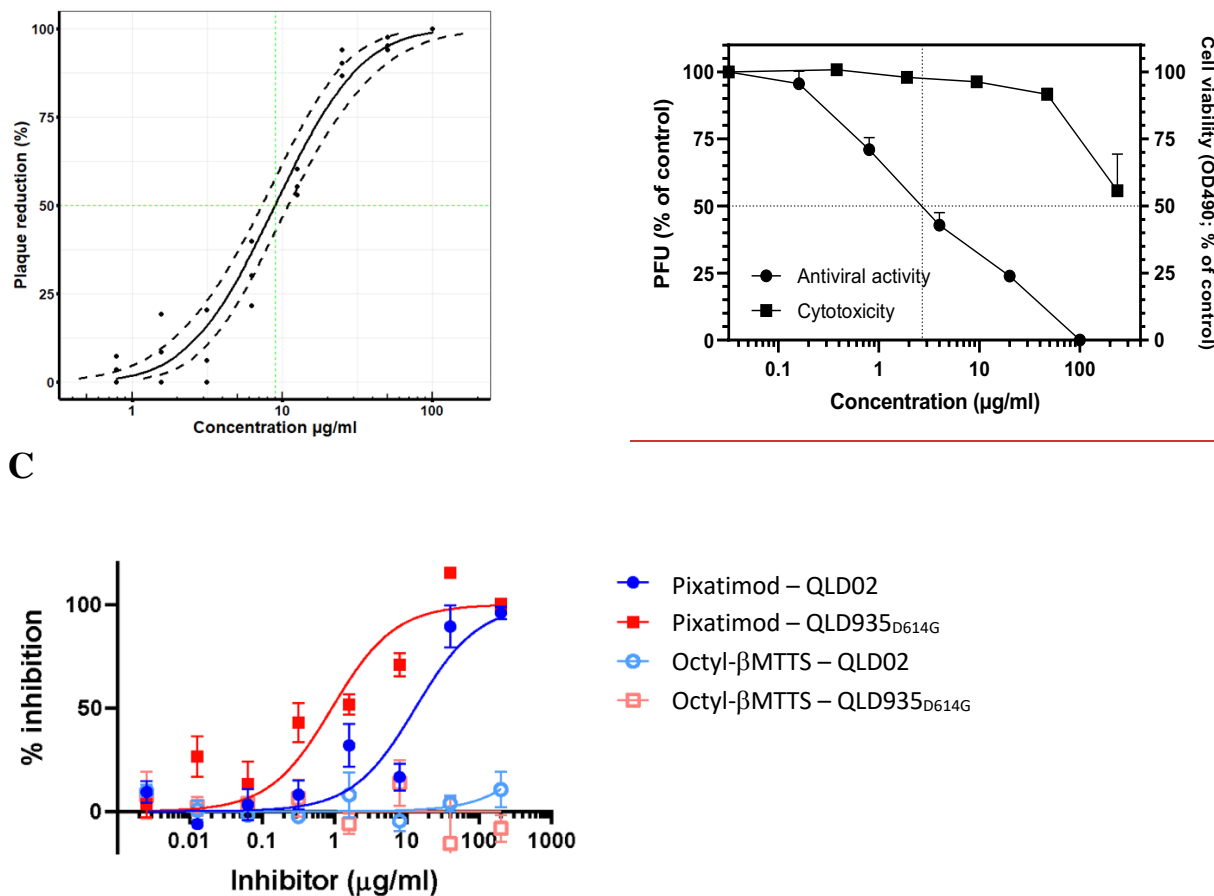 100
75
50
25
0
Plaque reduction (%)
1
10
100
Concentration µg/ml
100
75
50
25
0
PFU (% of control)
Antiviral activity
Cytotoxicity
100
75
50
25
0
Cell viability (OD490; % of control)
0.1
1
10
100
Concentration (µg/ml)
C
100
50
0
% inhibition
0.01
0.1
1
10
100
1000
Inhibitor (µg/ml)
Pixatimod – QLD02
Pixatimod – QLD935D614G
Octyl-βMTTS – QLD02
Octyl-βMTTS – QLD935D614G